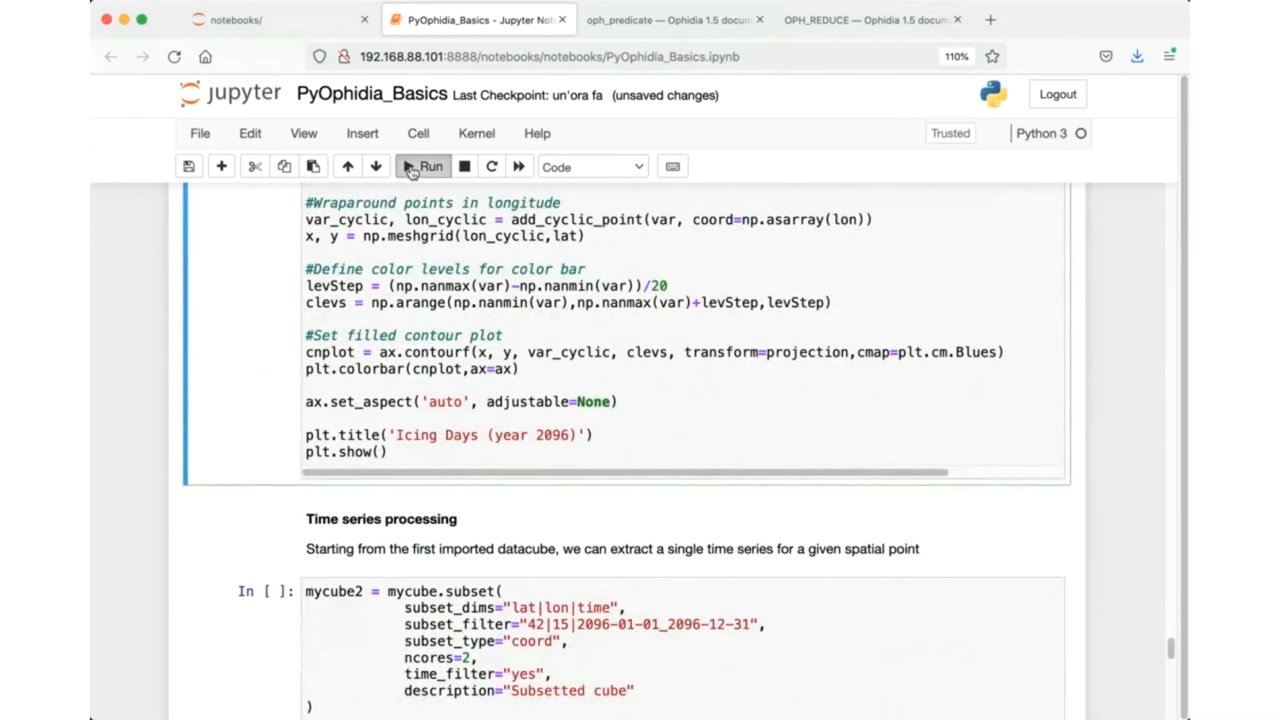 notebooks/
PyOphidia_Basics - Jupyter Not
oph_predicate — Ophidia 1.5 docum
OPH_REDUCE — Ophidia 1.5 docum
192.168.88.101:8888/notebooks/notebooks/PyOphidia_Basics.ipynb
110%
jupyter PyOphidia_Basics Last Checkpoint: un'ora fa (unsaved changes)
Logout
File Edit View Insert Cell Kernel Help
Trusted
Python 3
Run
Code
#Wraparound points in longitude
var_cyclic, lon_cyclic = add_cyclic_point(var, coord=np.asarray(lon))
x, y = np.meshgrid(lon_cyclic,lat)
#Define color levels for color bar
levStep = (np.nanmax(var)-np.nanmin(var))/20
clevs = np.arange(np.nanmin(var),np.nanmax(var)+levStep,levStep)
#Set filled contour plot
cnplot = ax.contourf(x, y, var_cyclic, clevs, transform=projection,cmap=plt.cm.Blues)
plt.colorbar(cnplot,ax=ax)
ax.set_aspect('auto', adjustable=None)
plt.title('Icing Days (year 2096)')
plt.show()
Time series processing
Starting from the first imported datacube, we can extract a single time series for a given spatial point
In [ ]: mycube2 = mycube.subset(
subset_dims="lat|lon|time",
subset_filter="42|15|2096-01-01_2096-12-31",
subset_type="coord",
ncores=2,
time_filter="yes",
description="Subsetted cube"
)